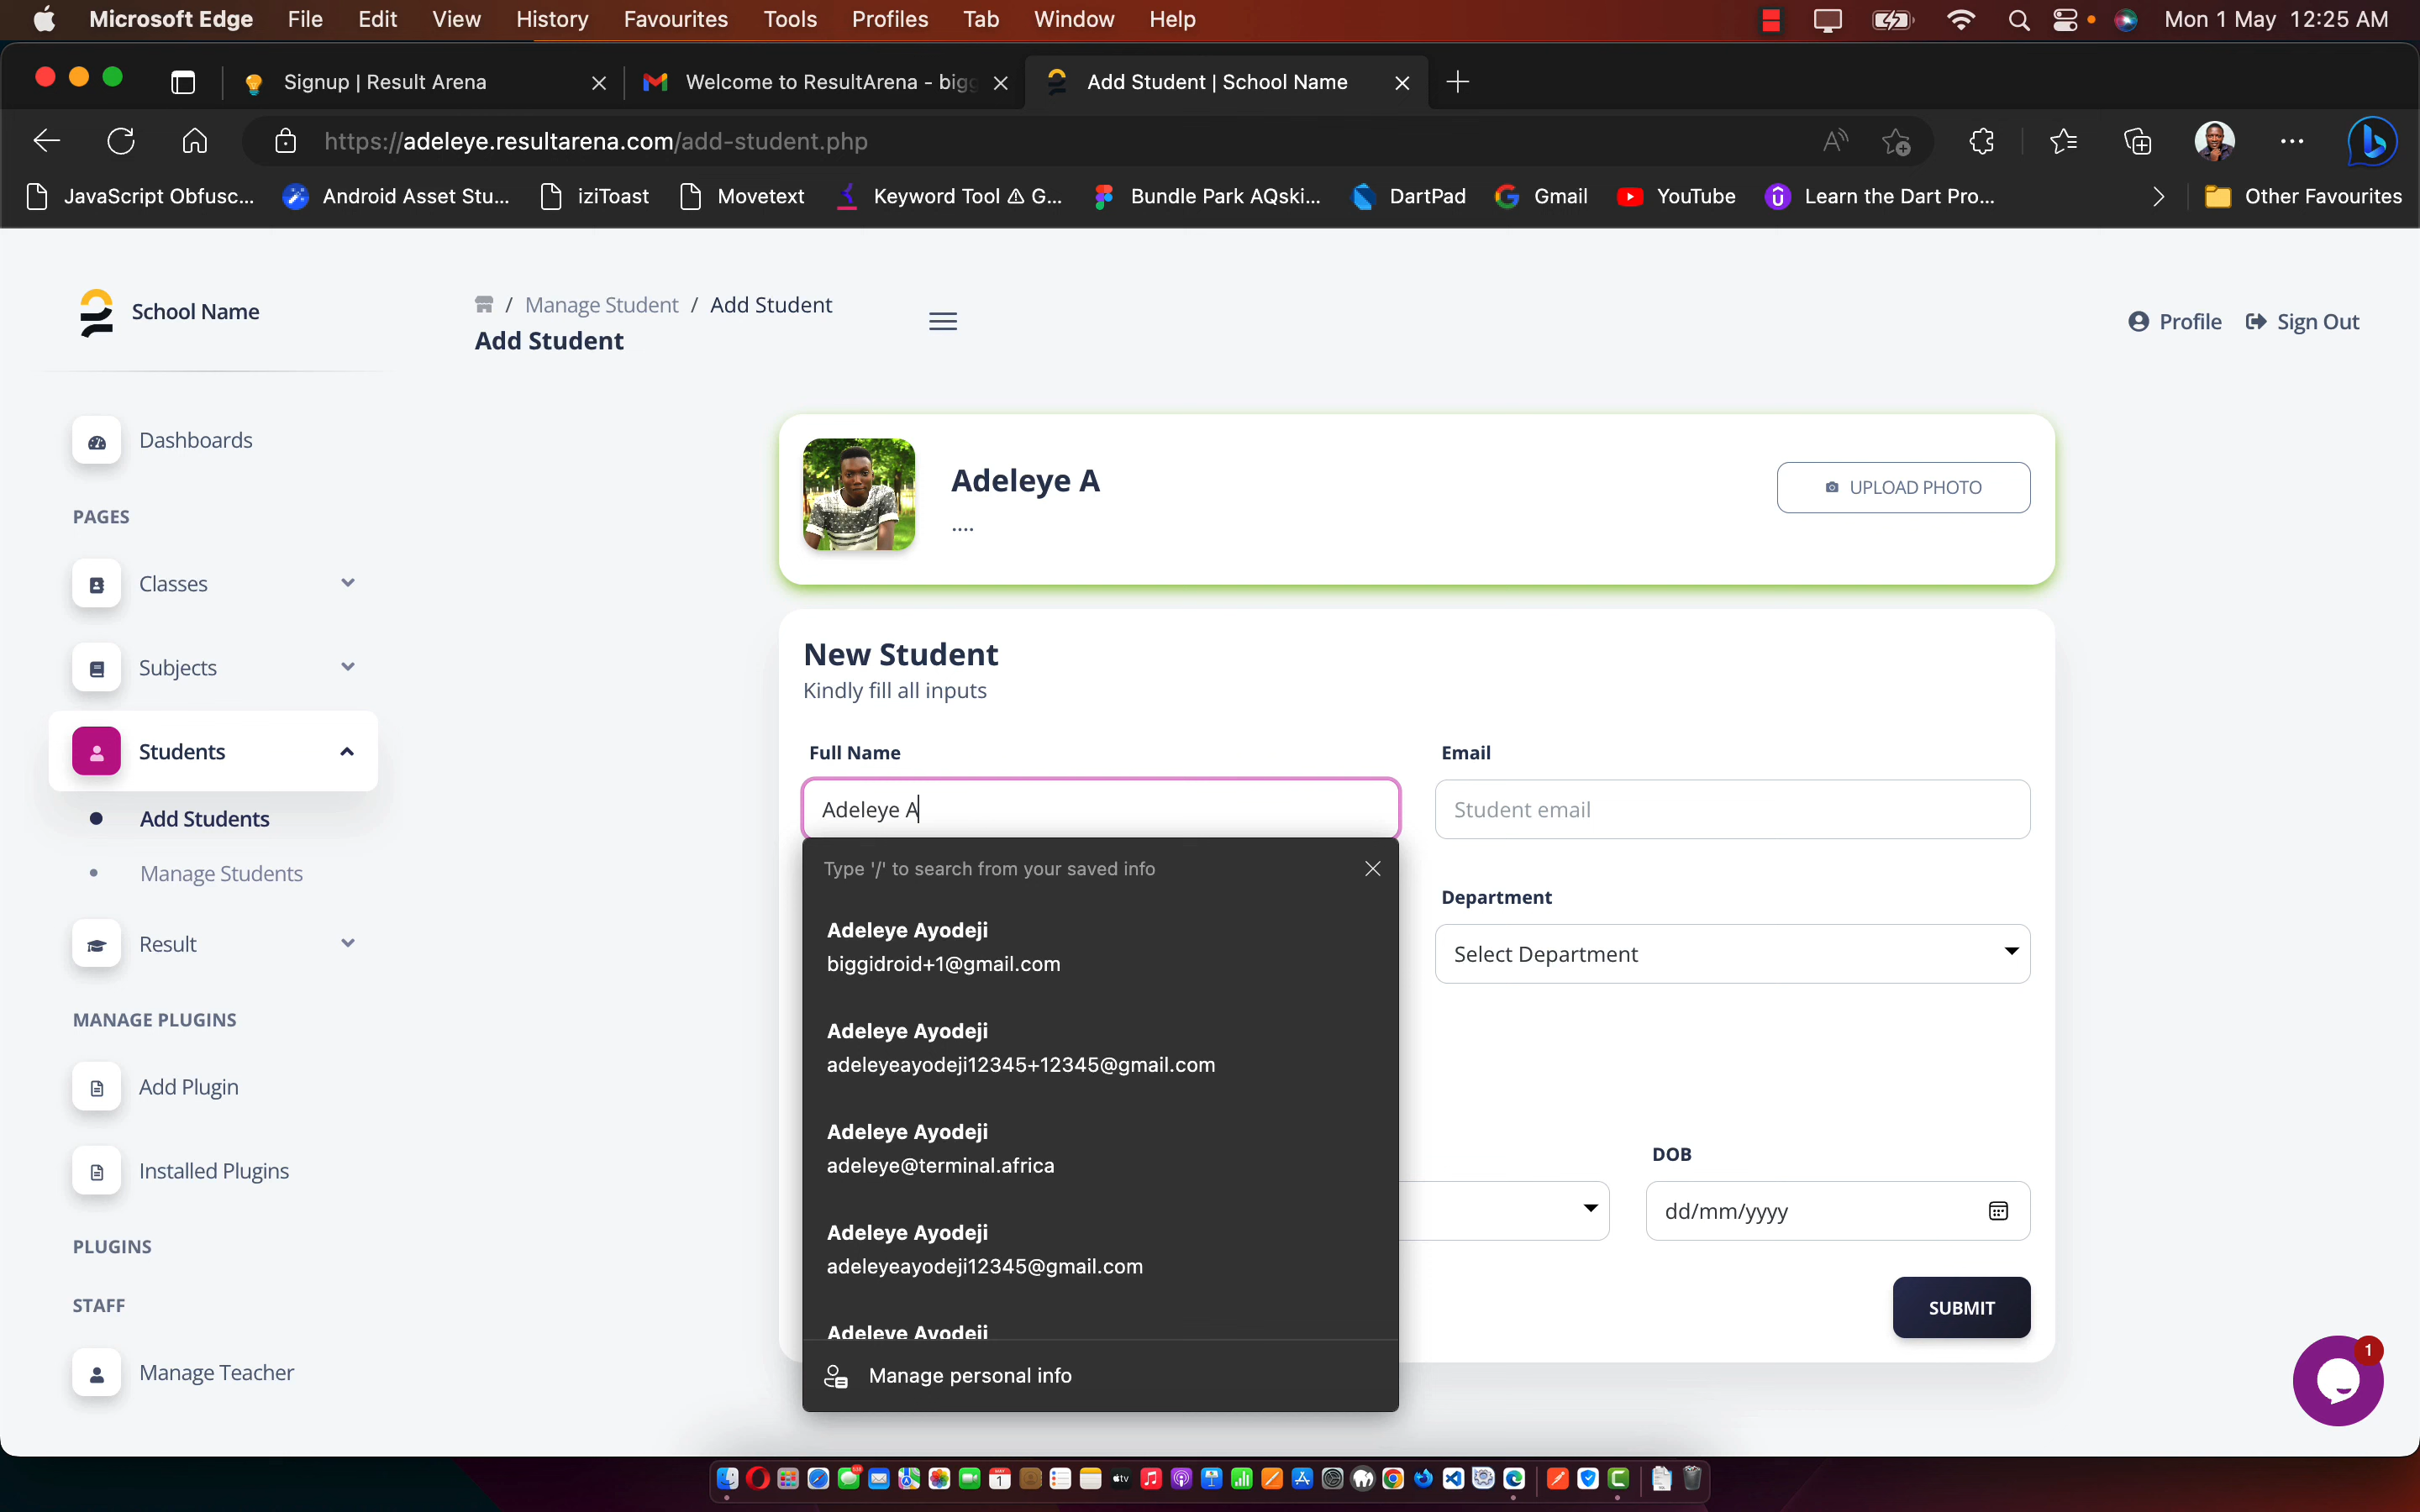 Microsoft Edge File Edit View History Favourites Tools Profiles Tab Window Help Mon 1 May 12:25 AM
Signup | Result Arena
Welcome to ResultArena - bigg
Add Student | School Name
https://adeleye.resultarena.com/add-student.php
JavaScript Obfusc... Android Asset Stu... iziToast Movetext Keyword Tool ⚠ G... Bundle Park AQski... DartPad Gmail YouTube Learn the Dart Pro... Other Favourites
School Name
/ Manage Student / Add Student
Add Student
Profile Sign Out
Dashboards
PAGES
Classes
Subjects
Students
Add Students
Manage Students
Result
MANAGE PLUGINS
Add Plugin
Installed Plugins
PLUGINS
STAFF
Manage Teacher
Adeleye A
....
UPLOAD PHOTO
New Student
Kindly fill all inputs
Full Name
Adeleye A
Email
Student email
Department
Select Department
Type '/' to search from your saved info
Adeleye Ayodeji
biggidroid+1@gmail.com
Adeleye Ayodeji
adeleyeayodeji12345+12345@gmail.com
Adeleye Ayodeji
adeleye@terminal.africa
Adeleye Ayodeji
adeleyeayodeji12345@gmail.com
Adeleye Ayodeji
Manage personal info
DOB
dd/mm/yyyy
SUBMIT
1